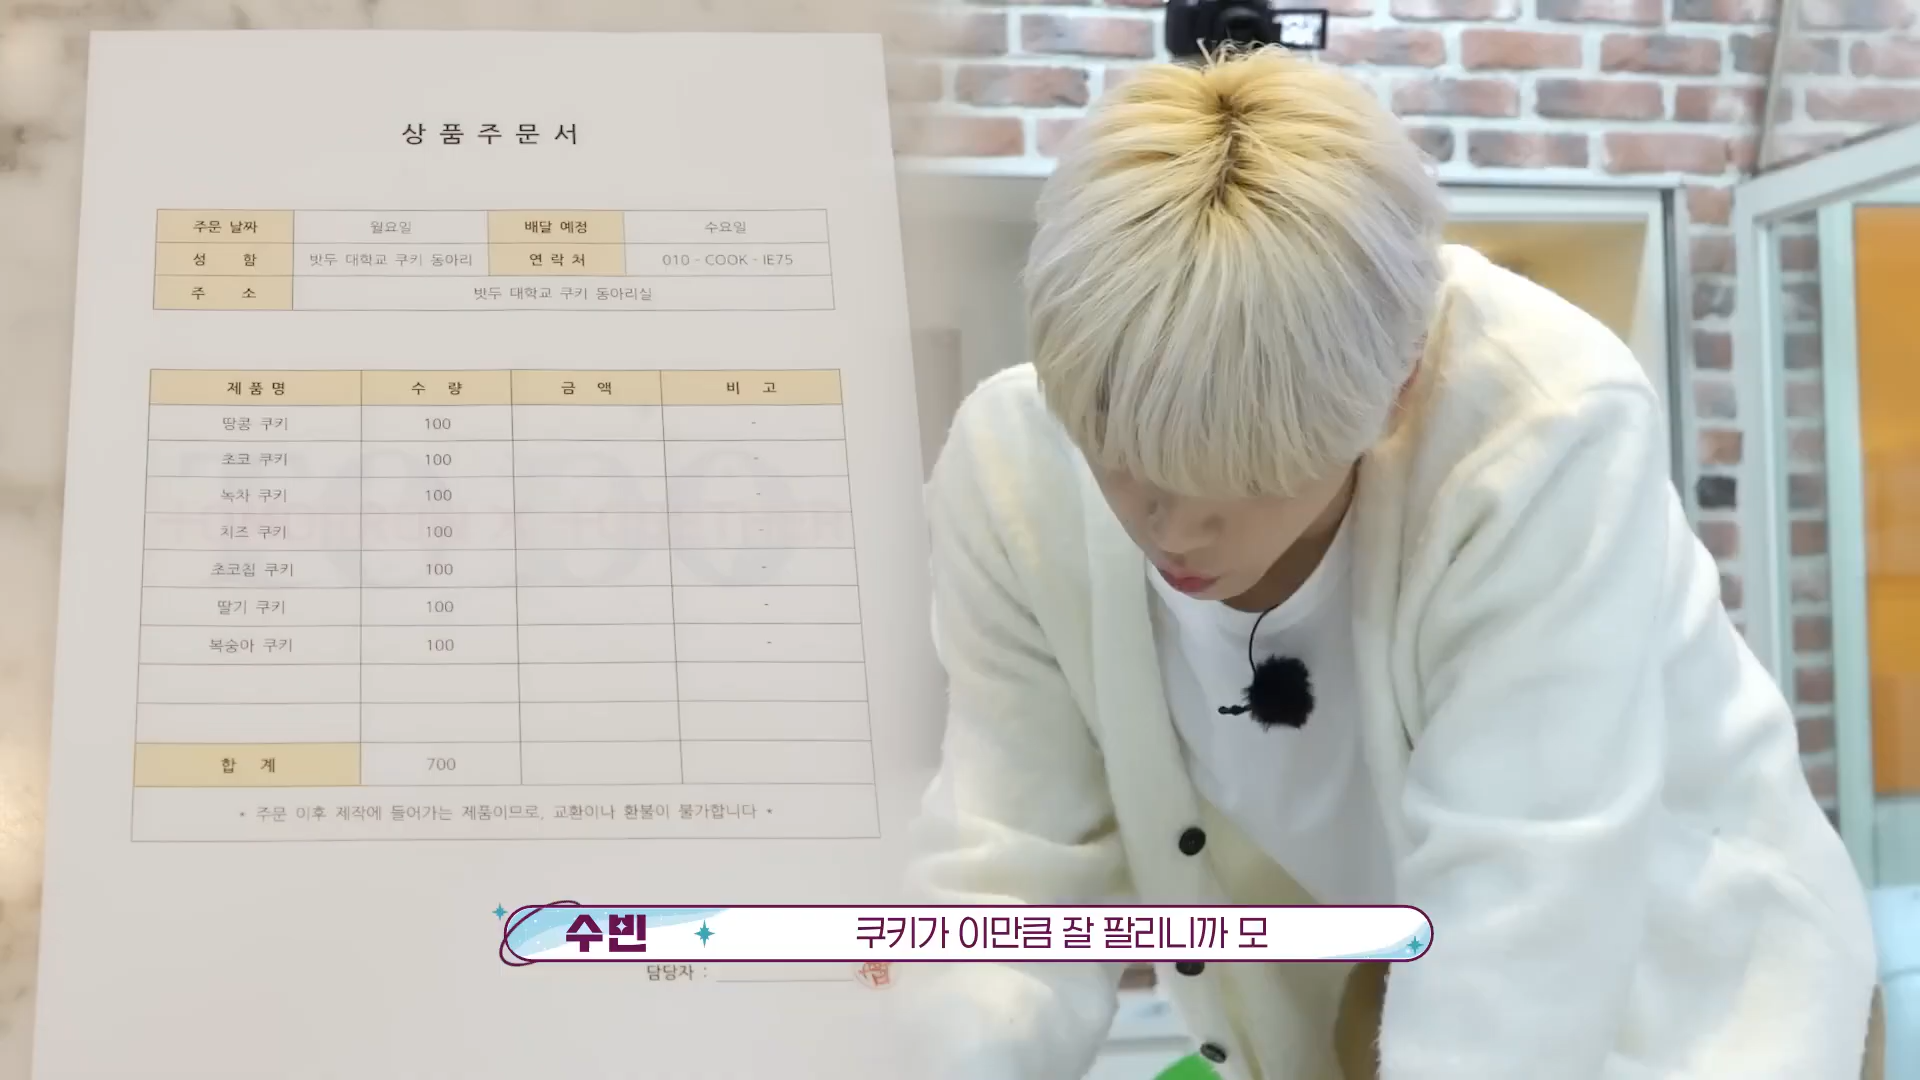 상 품 주 문 서
주문 날짜 월요일 배달 예정 수요일
성 함 밧두 대학교 쿠키 동아리 연 락 처 010 - COOK - IE75
주 소 밧두 대학교 쿠키 동아리실
제 품 명 수 량 금 액 비 고
땅콩 쿠키 100 -
초코 쿠키 100 -
녹차 쿠키 100 -
치즈 쿠키 100 -
초코칩 쿠키 100 -
딸기 쿠키 100 -
복숭아 쿠키 100 -
합 계 700
* 주문 이후 제작에 들어가는 제품이므로, 교환이나 환불이 불가합니다 *
수빈 쿠키가 이만큼 잘 팔리니까 모
담당자 :